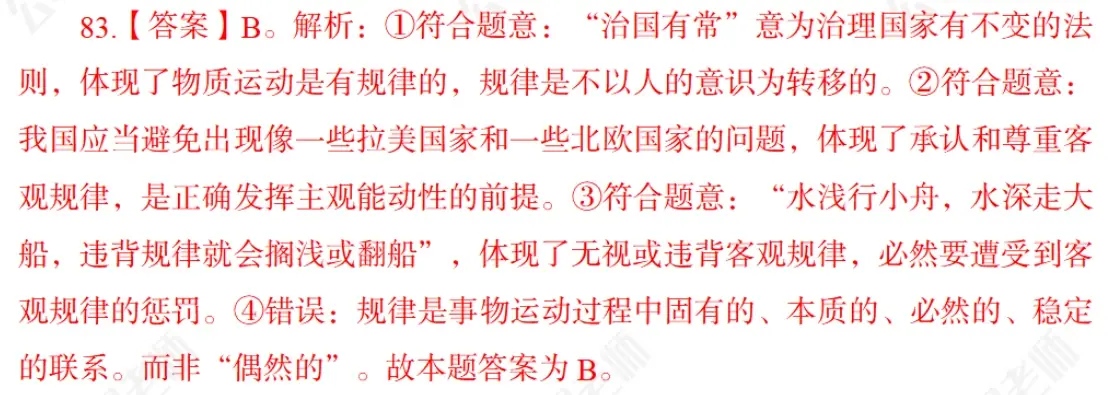 83.【答案】B。解析：①符合题意：“治国有常”意为治理国家有不变的法
则，体现了物质运动是有规律的，规律是不以人的意识为转移的。②符合题意：
我国应当避免出现像一些拉美国家和一些北欧国家的问题，体现了承认和尊重客
观规律，是正确发挥主观能动性的前提。③符合题意：“水浅行小舟，水深走大
船，违背规律就会搁浅或翻船”，体现了无视或违背客观规律，必然要遭受到客
观规律的惩罚。④错误：规律是事物运动过程中固有的、本质的、必然的、稳定
的联系。而非“偶然的”。故本题答案为 B。
老师